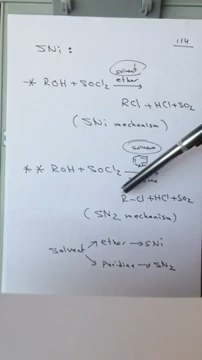 114
SNi :
solvent
* ROH + SOCl₂ ether →
RCl + HCl + SO₂
(SNi mechanism)
solvent
** ROH + SOCl₂ →
R-Cl + HCl + SO₂
(SN2 mechanism)
solvent ↗ ether → SNi
↘ Paridine → SN2